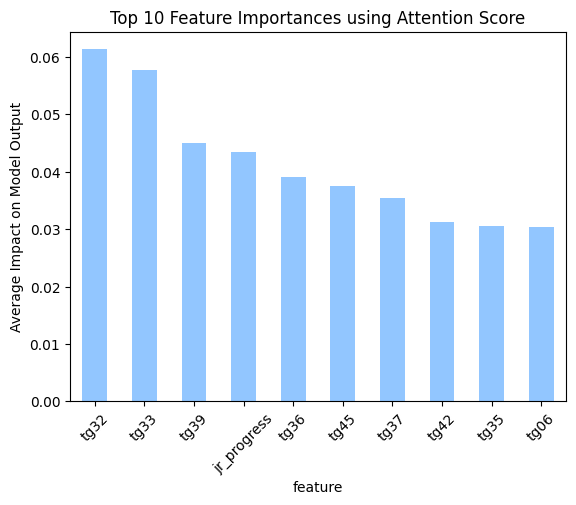 Top 10 Feature Importances using Attention Score
Average Impact on Model Output
0.06
0.05
0.04
0.03
0.02
0.01
0.00
tg32
tg33
tg39
jr_progress
tg36
tg45
tg37
tg42
tg35
tg06
feature